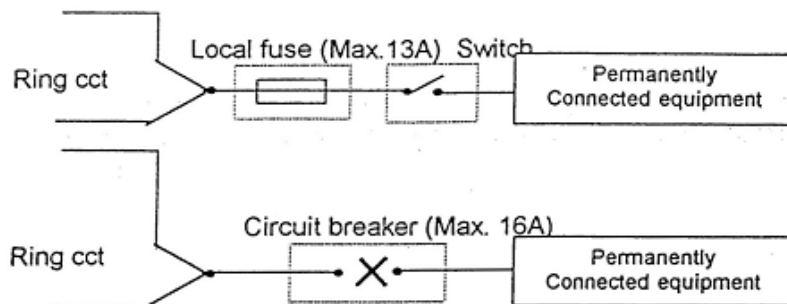 Local fuse (Max.13A) Switch
Ring cct
Permanently
Connected equipment
Circuit breaker (Max. 16A)
Ring cct
Permanently
Connected equipment